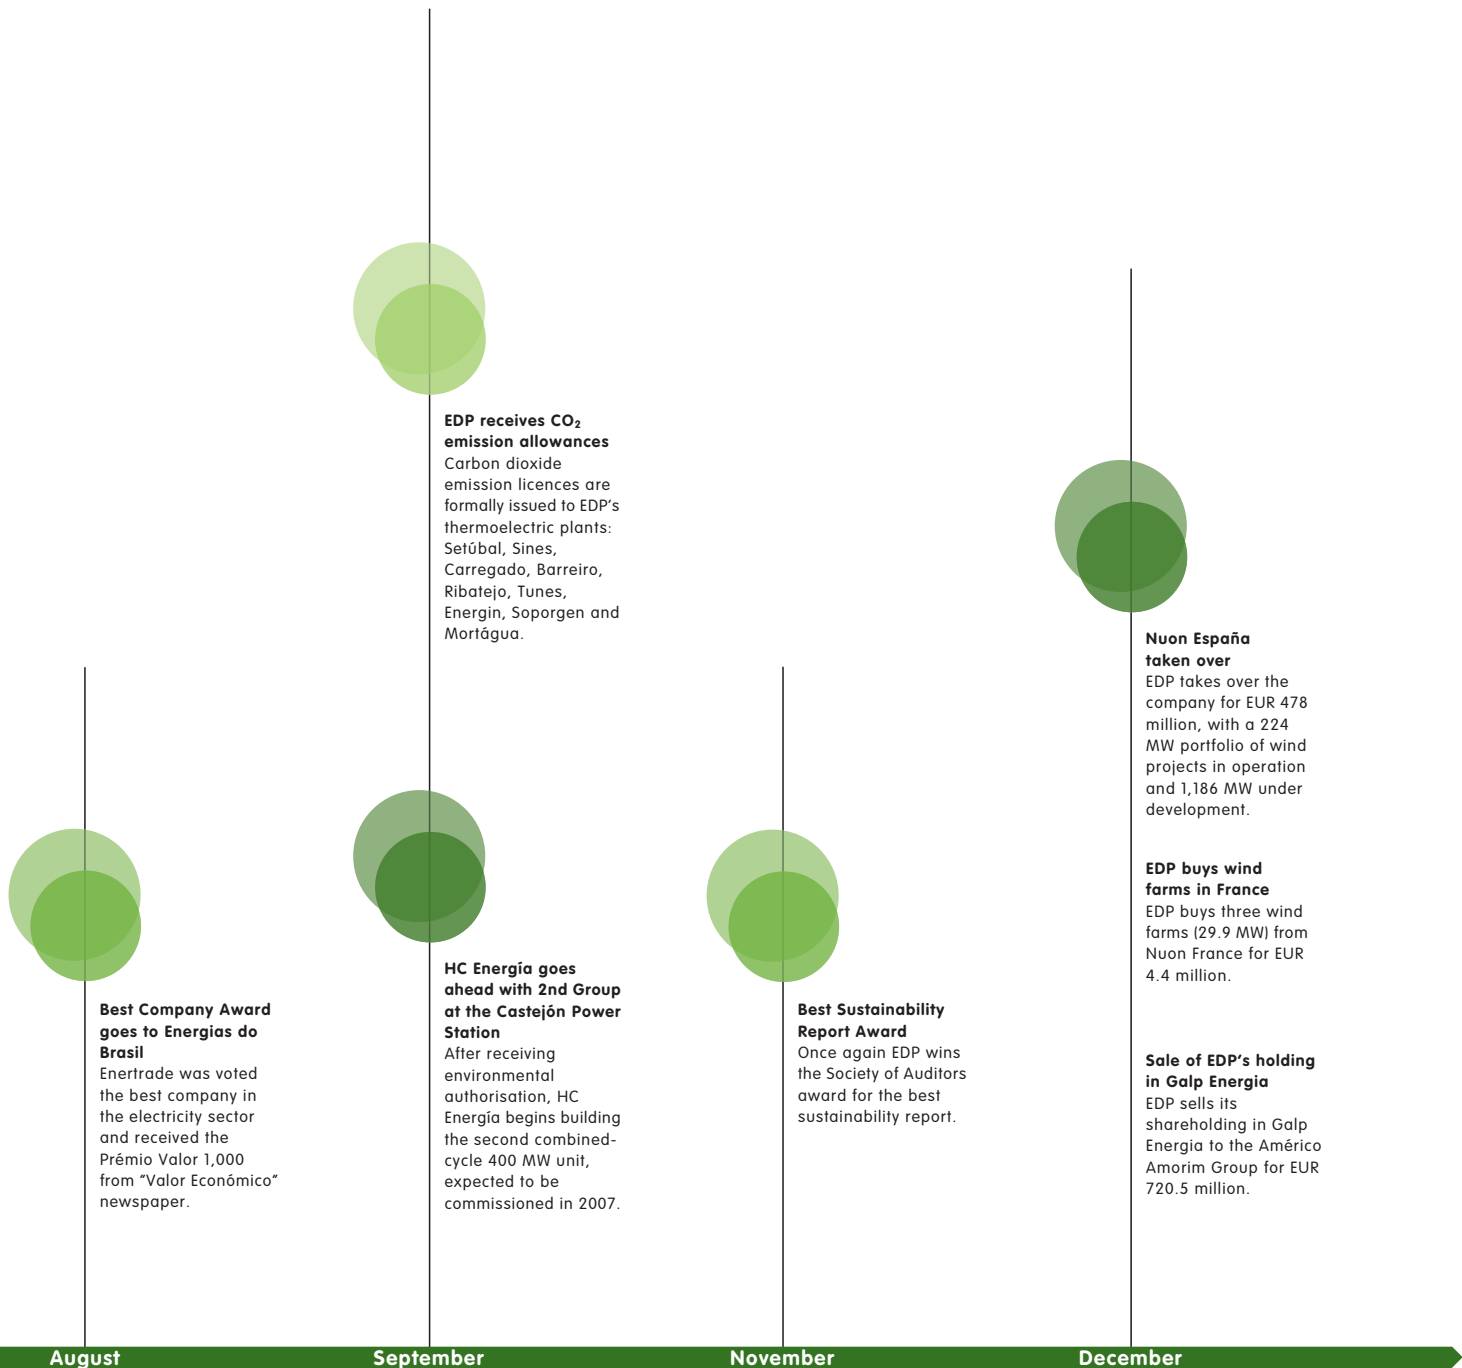 EDP receives CO₂
emission allowances
Carbon dioxide
emission licences are
formally issued to EDP's
thermoelectric plants:
Setúbal, Sines,
Carregado, Barreiro,
Ribatejo, Tunes,
Energin, Soporgen and
Mortágua.
Nuon España
taken over
EDP takes over the
company for EUR 478
million, with a 224
MW portfolio of wind
projects in operation
and 1,186 MW under
development.
EDP buys wind
farms in France
EDP buys three wind
farms (29.9 MW) from
Nuon France for EUR
4.4 million.
Best Company Award
goes to Energias do
Brasil
Enertrade was voted
the best company in
the electricity sector
and received the
Prémio Valor 1,000
from "Valor Económico"
newspaper.
HC Energía goes
ahead with 2nd Group
at the Castejón Power
Station
After receiving
environmental
authorisation, HC
Energía begins building
the second combined-
cycle 400 MW unit,
expected to be
commissioned in 2007.
Best Sustainability
Report Award
Once again EDP wins
the Society of Auditors
award for the best
sustainability report.
Sale of EDP's holding
in Galp Energia
EDP sells its
shareholding in Galp
Energia to the Américo
Amorim Group for EUR
720.5 million.
August
September
November
December